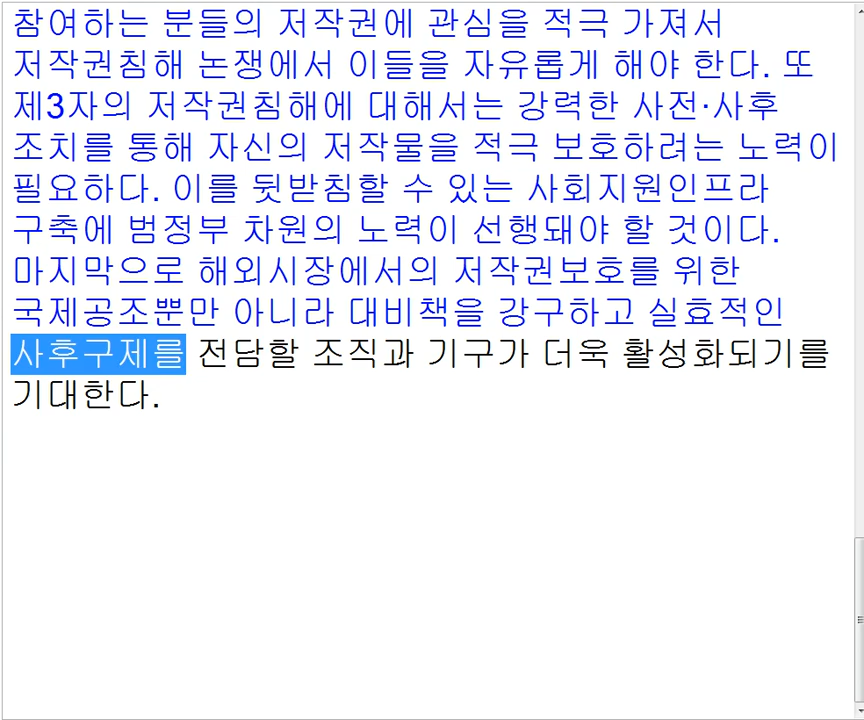 참여하는 분들의 저작권에 관심을 적극 가져서
저작권침해 논쟁에서 이들을 자유롭게 해야 한다. 또
제3자의 저작권침해에 대해서는 강력한 사전·사후
조치를 통해 자신의 저작물을 적극 보호하려는 노력이
필요하다. 이를 뒷받침할 수 있는 사회지원인프라
구축에 범정부 차원의 노력이 선행돼야 할 것이다.
마지막으로 해외시장에서의 저작권보호를 위한
국제공조뿐만 아니라 대비책을 강구하고 실효적인
사후구제를 전담할 조직과 기구가 더욱 활성화되기를
기대한다.